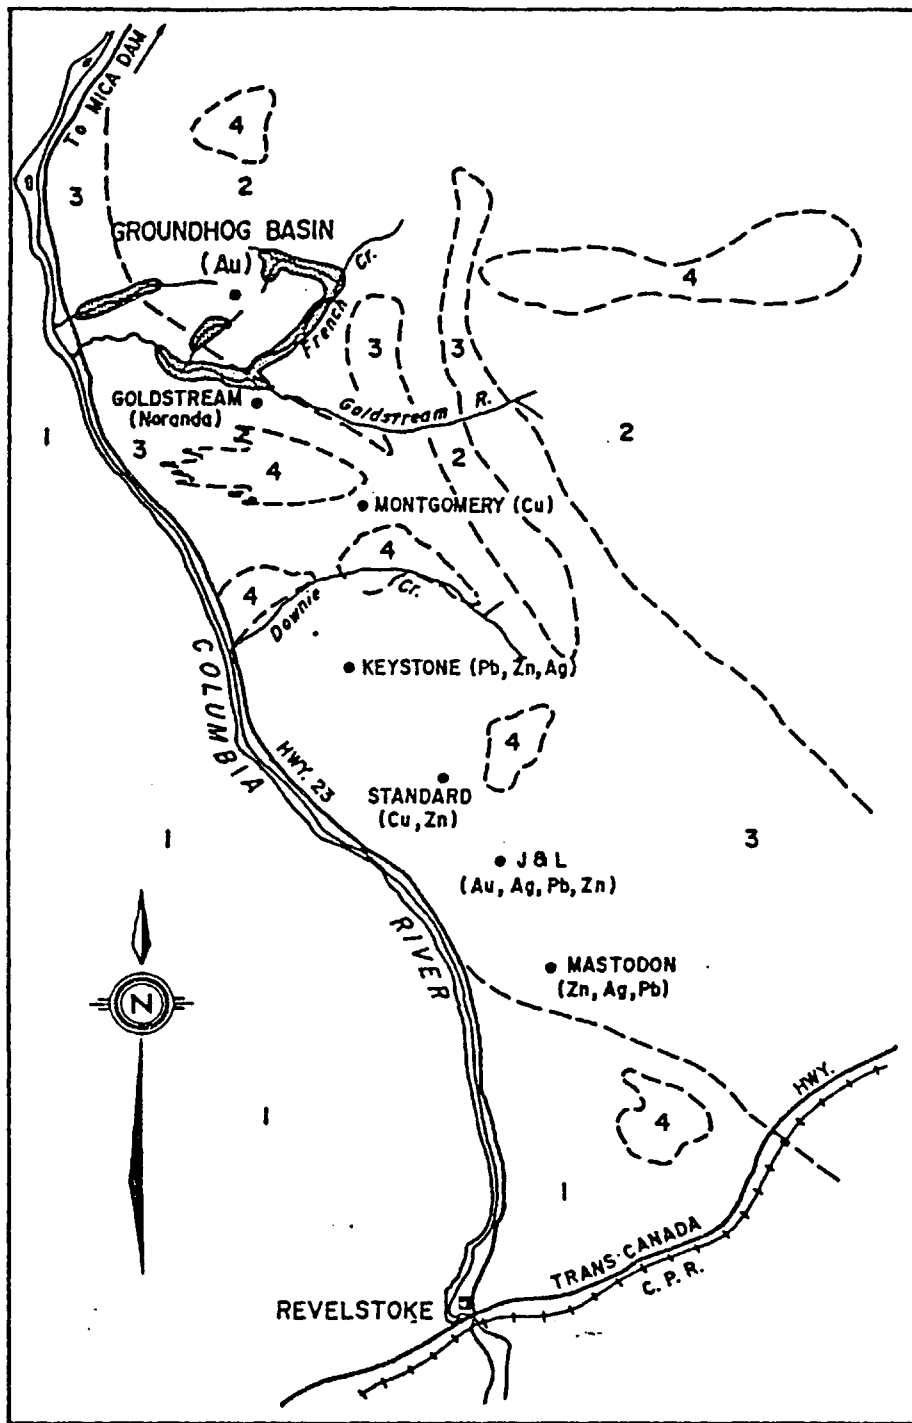 To MICA DAM
4
3
2
GROUNDHOG BASIN
(Au)
Cr.
French
4
3
3
GOLDSTREAM
(Noranda)
Goldstream R.
1
3
2
2
4
MONTGOMERY (Cu)
4
4
Downie Cr.
KEYSTONE (Pb, Zn, Ag)
COLUMBIA
HWY. 23
4
STANDARD
(Cu, Zn)
1
3
J & L
(Au, Ag, Pb, Zn)
RIVER
MASTODON
(Zn, Ag, Pb)
N
HWY.
1
4
1
TRANS-CANADA
C. P. R.
REVELSTOKE